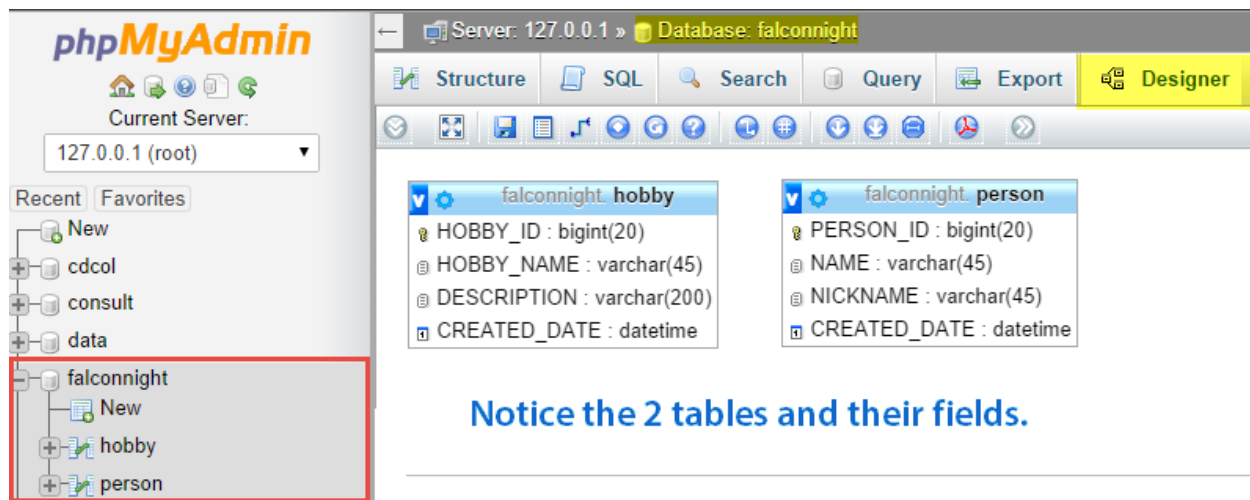 phpMyAdmin
Current Server:
127.0.0.1 (root)
Recent Favorites
New
cdcol
consult
data
falconnight
New
hobby
person
← Server: 127.0.0.1 » Database: falconnight
Structure SQL Search Query Export Designer
falconnight. hobby
HOBBY_ID : bigint(20)
HOBBY_NAME : varchar(45)
DESCRIPTION : varchar(200)
CREATED_DATE : datetime
falconnight. person
PERSON_ID : bigint(20)
NAME : varchar(45)
NICKNAME : varchar(45)
CREATED_DATE : datetime
Notice the 2 tables and their fields.